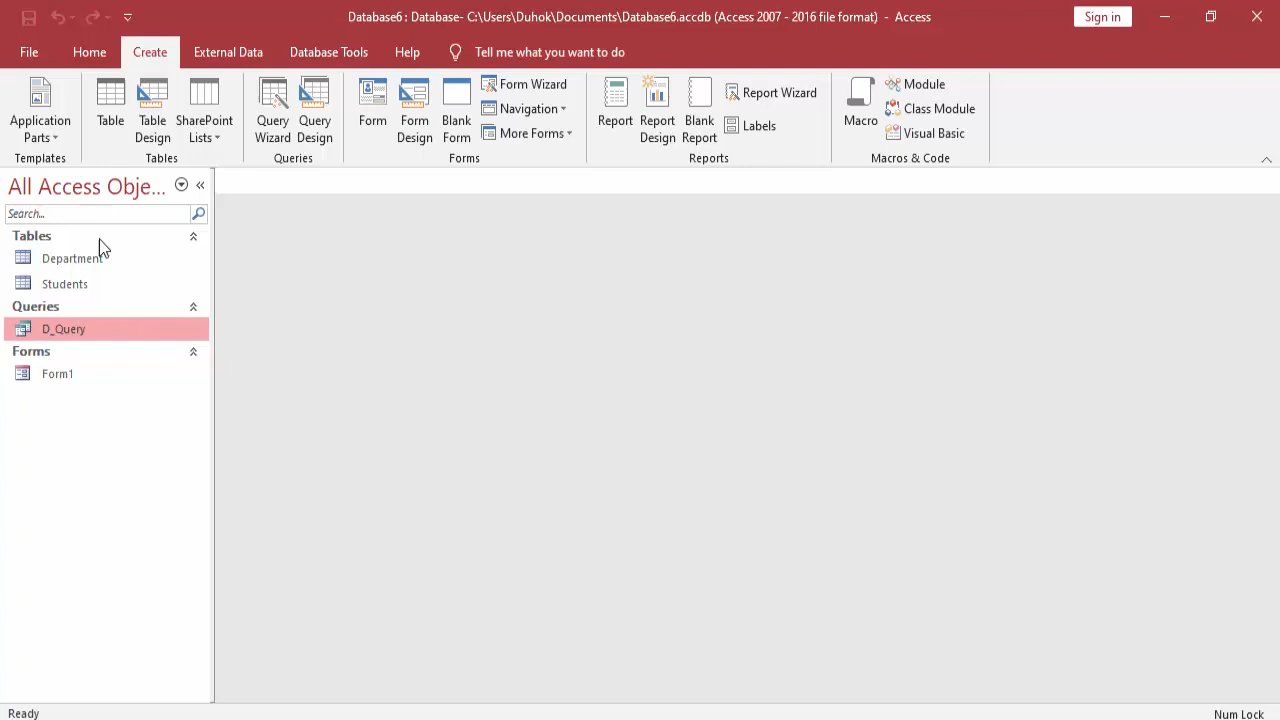 Database6 : Database- C:\Users\Duhok\Documents\Database6.accdb (Access 2007 - 2016 file format) - Access
Sign in
File Home Create External Data Database Tools Help Tell me what you want to do
Application Parts
Templates
Table
Table Design
SharePoint Lists
Tables
Query Wizard
Query Design
Queries
Form
Form Design
Blank Form
Form Wizard
Navigation
More Forms
Forms
Report
Report Design
Blank Report
Report Wizard
Labels
Reports
Macro
Module
Class Module
Visual Basic
Macros & Code
All Access Obje...
Search...
Tables
Department
Students
Queries
D_Query
Forms
Form1
Ready
Num Lock